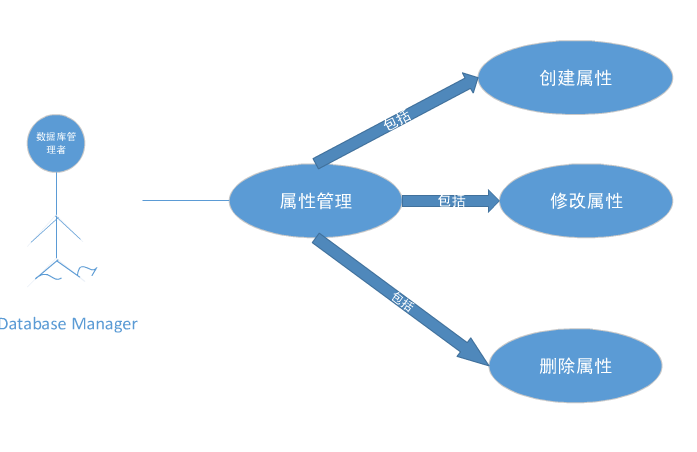 创建属性
包括
数据库管
理者
属性管理
包括
修改属性
包括
Database Manager
删除属性